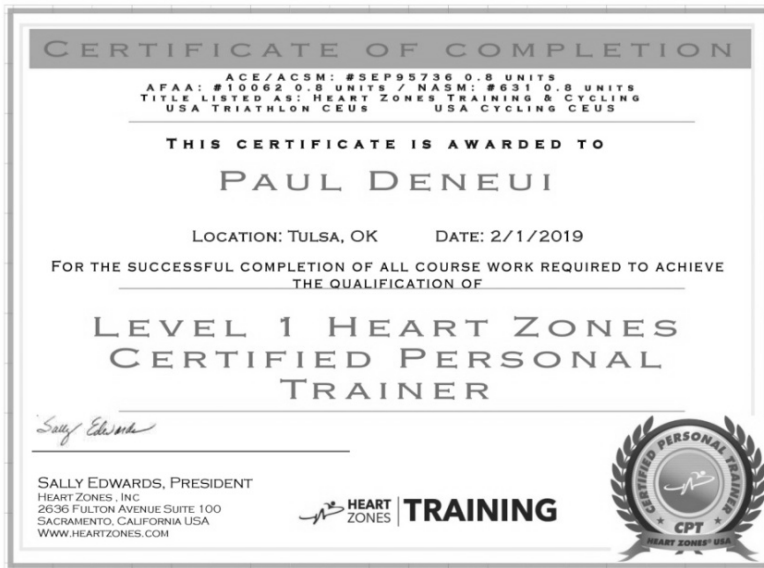 CERTIFICATE OF COMPLETION
ACE/ACSM: #SEP95736 0.8 UNITS
AFAA: #10062 0.8 UNITS / NASM: #631 0.8 UNITS
TITLE LISTED AS: HEART ZONES TRAINING & CYCLING
USA TRIATHLON CEUS USA CYCLING CEUS
THIS CERTIFICATE IS AWARDED TO
PAUL DENEUI
LOCATION: TULSA, OK DATE: 2/1/2019
FOR THE SUCCESSFUL COMPLETION OF ALL COURSE WORK REQUIRED TO ACHIEVE
THE QUALIFICATION OF
LEVEL 1 HEART ZONES
CERTIFIED PERSONAL
TRAINER
Sally Edwards
SALLY EDWARDS, PRESIDENT
HEART ZONES, INC
2636 FULTON AVENUE SUITE 100
SACRAMENTO, CALIFORNIA USA
WWW.HEARTZONES.COM
HEART ZONES TRAINING
CERTIFIED PERSONAL TRAINER
CPT
HEART ZONES® USA